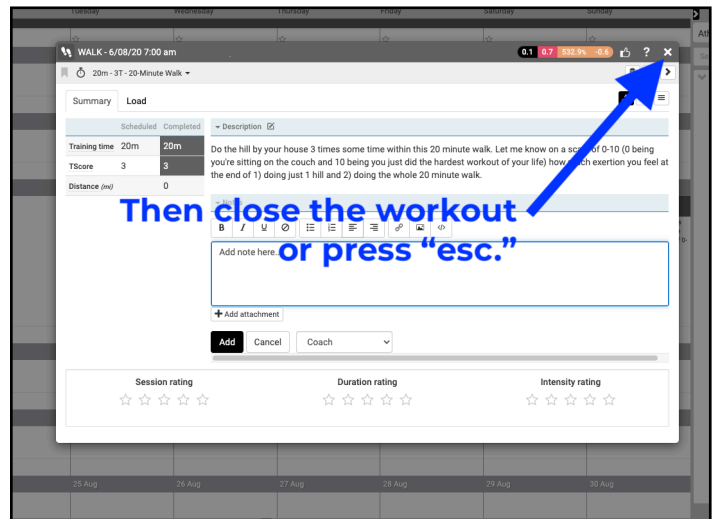 Tuesday Wednesday Thursday Friday Saturday Sunday
WALK - 6/08/20 7:00 am
0.1 0.7 532.9% -0.6 ?
20m - 3T - 20-Minute Walk
Summary Load
Scheduled Completed
Training time 20m 20m
TScore 3 3
Distance (mi) 0
Description
Do the hill by your house 3 times some time within this 20 minute walk. Let me know on a scale of 0-10 (0 being
you're sitting on the couch and 10 being you just did the hardest workout of your life) how much exertion you feel at
the end of 1) doing just 1 hill and 2) doing the whole 20 minute walk.
Then close the workout
or press “esc.”
B I U
Add note here...
Add attachment
Add Cancel Coach
Session rating Duration rating Intensity rating
25 Aug 26 Aug 27 Aug 28 Aug 29 Aug 30 Aug
Ath